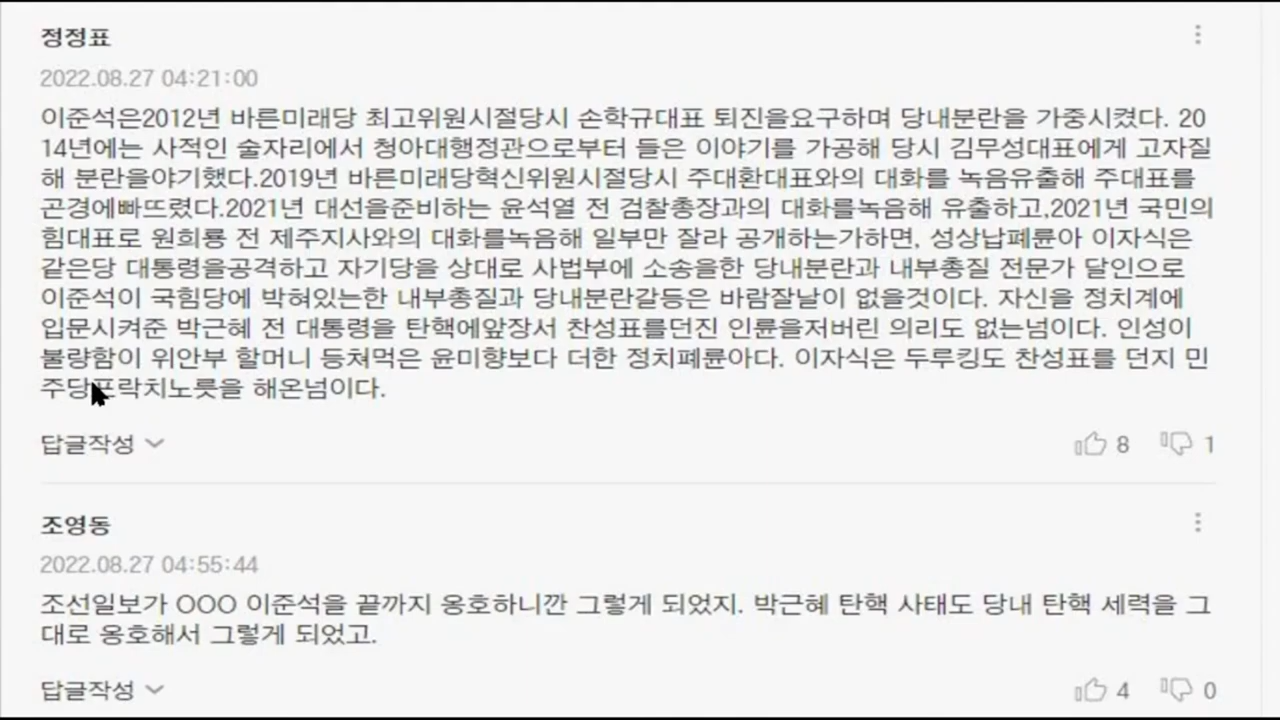 정정표
2022.08.27 04:21:00
이준석은2012년 바른미래당 최고위원시절당시 손학규대표 퇴진을요구하며 당내분란을 가중시켰다. 20
14년에는 사적인 술자리에서 청아대행정관으로부터 들은 이야기를 가공해 당시 김무성대표에게 고자질
해 분란을야기했다.2019년 바른미래당혁신위원시절당시 주대환대표와의 대화를 녹음유출해 주대표를
곤경에빠뜨렸다.2021년 대선을준비하는 윤석열 전 검찰총장과의 대화를녹음해 유출하고,2021년 국민의
힘대표로 원희룡 전 제주지사와의 대화를녹음해 일부만 잘라 공개하는가하면, 성상납폐륜아 이자식은
같은당 대통령을공격하고 자기당을 상대로 사법부에 소송을한 당내분란과 내부총질 전문가 달인으로
이준석이 국힘당에 박혀있는한 내부총질과 당내분란갈등은 바람잘날이 없을것이다. 자신을 정치계에
입문시켜준 박근혜 전 대통령을 탄핵에앞장서 찬성표를던진 인륜을저버린 의리도 없는넘이다. 인성이
불량함이 위안부 할머니 등쳐먹은 윤미향보다 더한 정치폐륜아다. 이자식은 두루킹도 찬성표를 던지 민
주당프락치노릇을 해온넘이다.
답글작성
8 1
조영동
2022.08.27 04:55:44
조선일보가 OOO 이준석을 끝까지 옹호하니깐 그렇게 되었지. 박근혜 탄핵 사태도 당내 탄핵 세력을 그
대로 옹호해서 그렇게 되었고.
답글작성
4 0